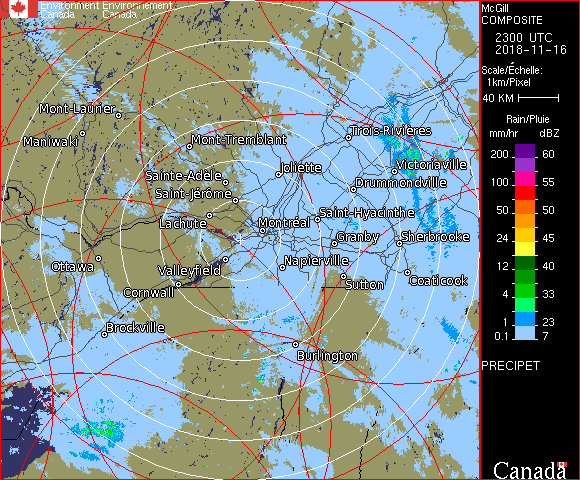 Environment Environnement
Canada Canada
McGill
COMPOSITE
2300 UTC
2018-11-16
Scale/Échelle:
1km/Pixel
40 KM
Rain/Pluie
mm/hr dBZ
200 60
100 55
50 50
24 45
12 40
4 33
1 23
0.1 7
PRECIPET
Canada
Mont-Laurier
Maniwaki
Mont-Tremblant
Trois-Rivières
Joliette
Victoriaville
Sainte-Adèle
Drummondville
Saint-Jérôme
Saint-Hyacinthe
Lachute
Montréal
Granby
Sherbrooke
Ottawa
Valleyfield
Napierville
Sutton
Coaticook
Cornwall
Brockville
Burlington